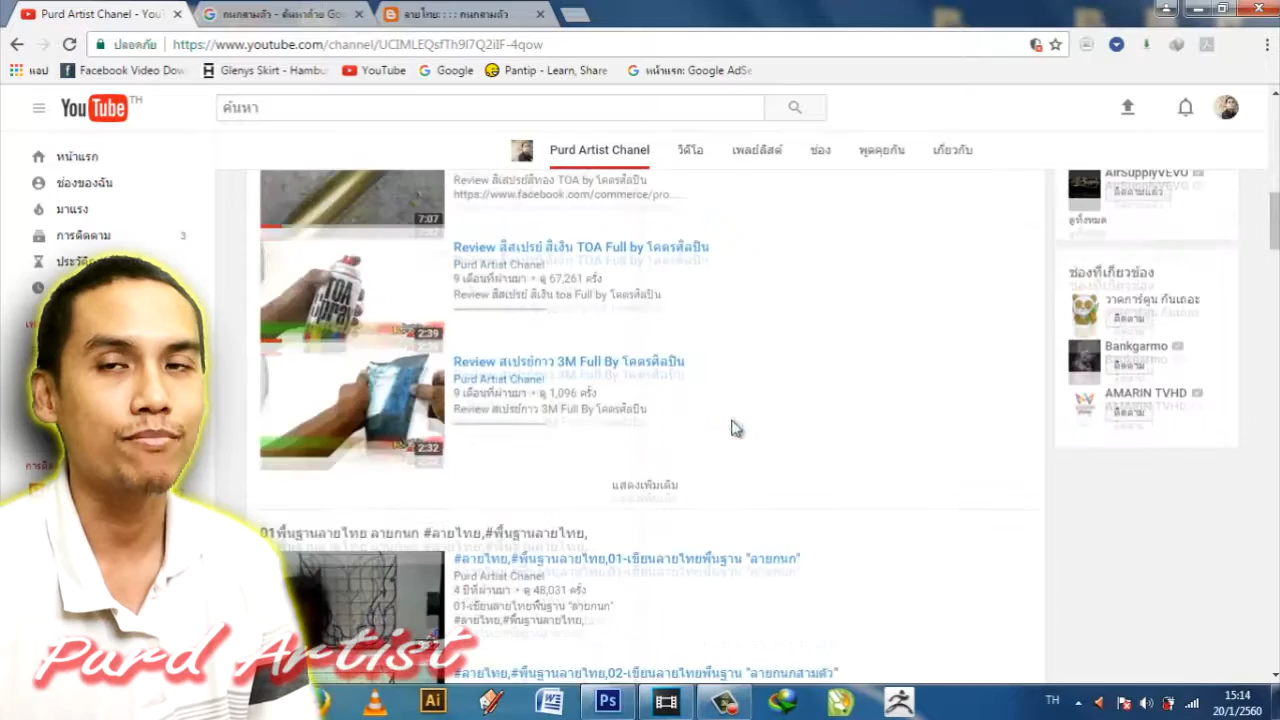 Purd Artist Chanel - You
กนกสามตัว - ค้นหาด้วย Goo
ลายไทย: : : : กนกสามตัว
ปลอดภัย
https://www.youtube.com/channel/UCIMLEQsfTh9I7Q2iIF-4qow
แอป
Facebook Video Dow
Glenys Skirt - Hambu
YouTube
Google
Pantip - Learn, Share
หน้าแรก: Google AdSe
YouTube TH
ค้นหา
Purd Artist Chanel
วิดีโอ
เพลย์ลิสต์
ช่อง
พูดคุยกัน
เกี่ยวกับ
หน้าแรก
ช่องของฉัน
มาแรง
การติดตาม
3
Review สีสเปรย์สีทอง TOA by โคตรศิลปิน
https://www.facebook.com/commerce/pro...
7:07
Review สีสเปรย์ สีเงิน TOA Full by โคตรศิลปิน
Purd Artist Chanel
9 เดือนที่ผ่านมา • ดู 67,261 ครั้ง
Review สีสเปรย์ สีเงิน toa Full by โคตรศิลปิน
TOA
spray
2:39
Review สเปรย์กาว 3M Full By โคตรศิลปิน
Purd Artist Chanel
9 เดือนที่ผ่านมา • ดู 1,096 ครั้ง
Review สเปรย์กาว 3M Full By โคตรศิลปิน
2:32
แสดงเพิ่มเติม
01พื้นฐานลายไทย ลายกนก #ลายไทย,#พื้นฐานลายไทย,
#ลายไทย,#พื้นฐานลายไทย,01-เขียนลายไทยพื้นฐาน "ลายกนก"
Purd Artist Chanel
4 ปีที่ผ่านมา • ดู 48,031 ครั้ง
01-เขียนลายไทยพื้นฐาน "ลายกนก"
#ลายไทย,#พื้นฐานลายไทย,
#ลายไทย,#พื้นฐานลายไทย,02-เขียนลายไทยพื้นฐาน "ลายกนกสามตัว"
AirSupplyVEVO
ติดตามแล้ว
ดูทั้งหมด
ช่องที่เกี่ยวข้อง
วาดการ์ตูน กันเถอะ
ติดตาม
Bankgarmo
ติดตาม
AMARIN TVHD
ติดตาม
Purd Artist
Ai
Ps
TH
15:14
20/1/2560